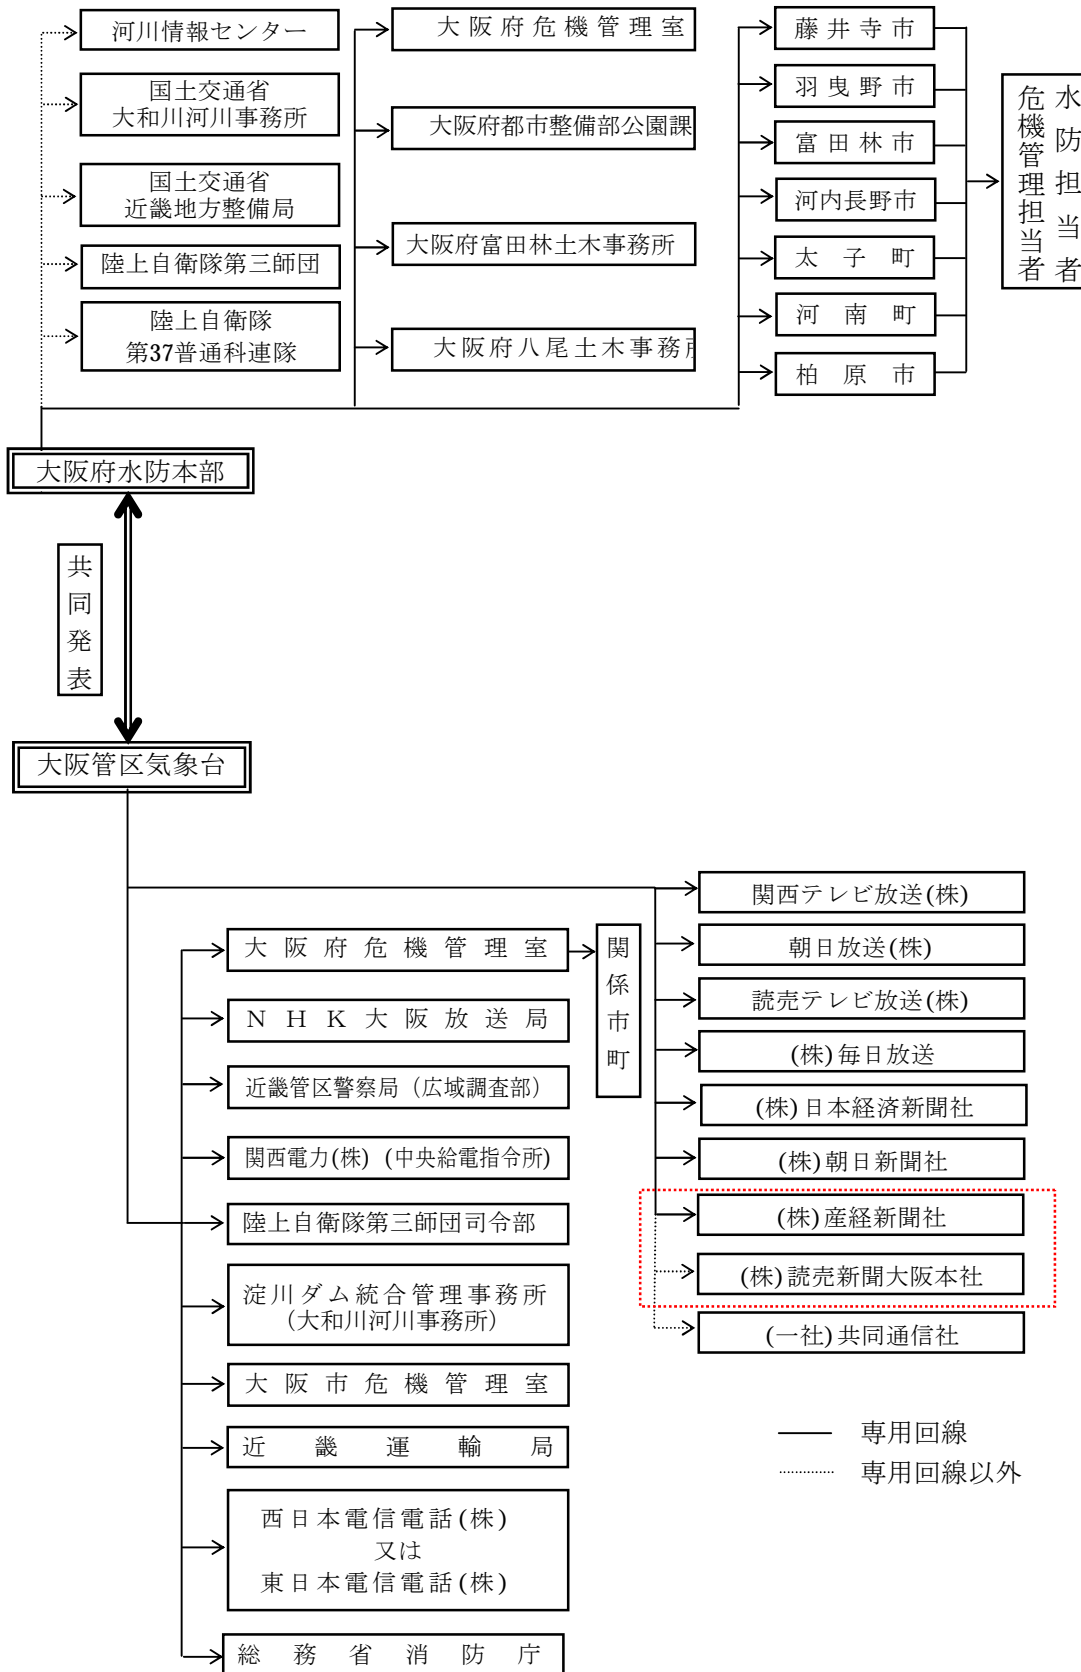 河川情報センター
国土交通省
大和川河川事務所
国土交通省
近畿地方整備局
陸上自衛隊第三師団
陸上自衛隊
第37普通科連隊
大阪府危機管理室
大阪府都市整備部公園課
大阪府富田林土木事務所
大阪府八尾土木事務所
藤井寺市
羽曳野市
富田林市
河内長野市
太子町
河南町
柏原市
水防担当者
危機管理担当者
大阪府水防本部
共同発表
大阪管区気象台
大阪府危機管理室
NHK大阪放送局
近畿管区警察局（広域調査部）
関西電力(株)（中央給電指令所）
陸上自衛隊第三師団司令部
淀川ダム統合管理事務所
（大和川河川事務所）
大阪市危機管理室
近畿運輸局
西日本電信電話(株)
又は
東日本電信電話(株)
総務省消防庁
関係市町
関西テレビ放送(株)
朝日放送(株)
読売テレビ放送(株)
(株)毎日放送
(株)日本経済新聞社
(株)朝日新聞社
(株)産経新聞社
(株)読売新聞大阪本社
(一社)共同通信社
専用回線
専用回線以外